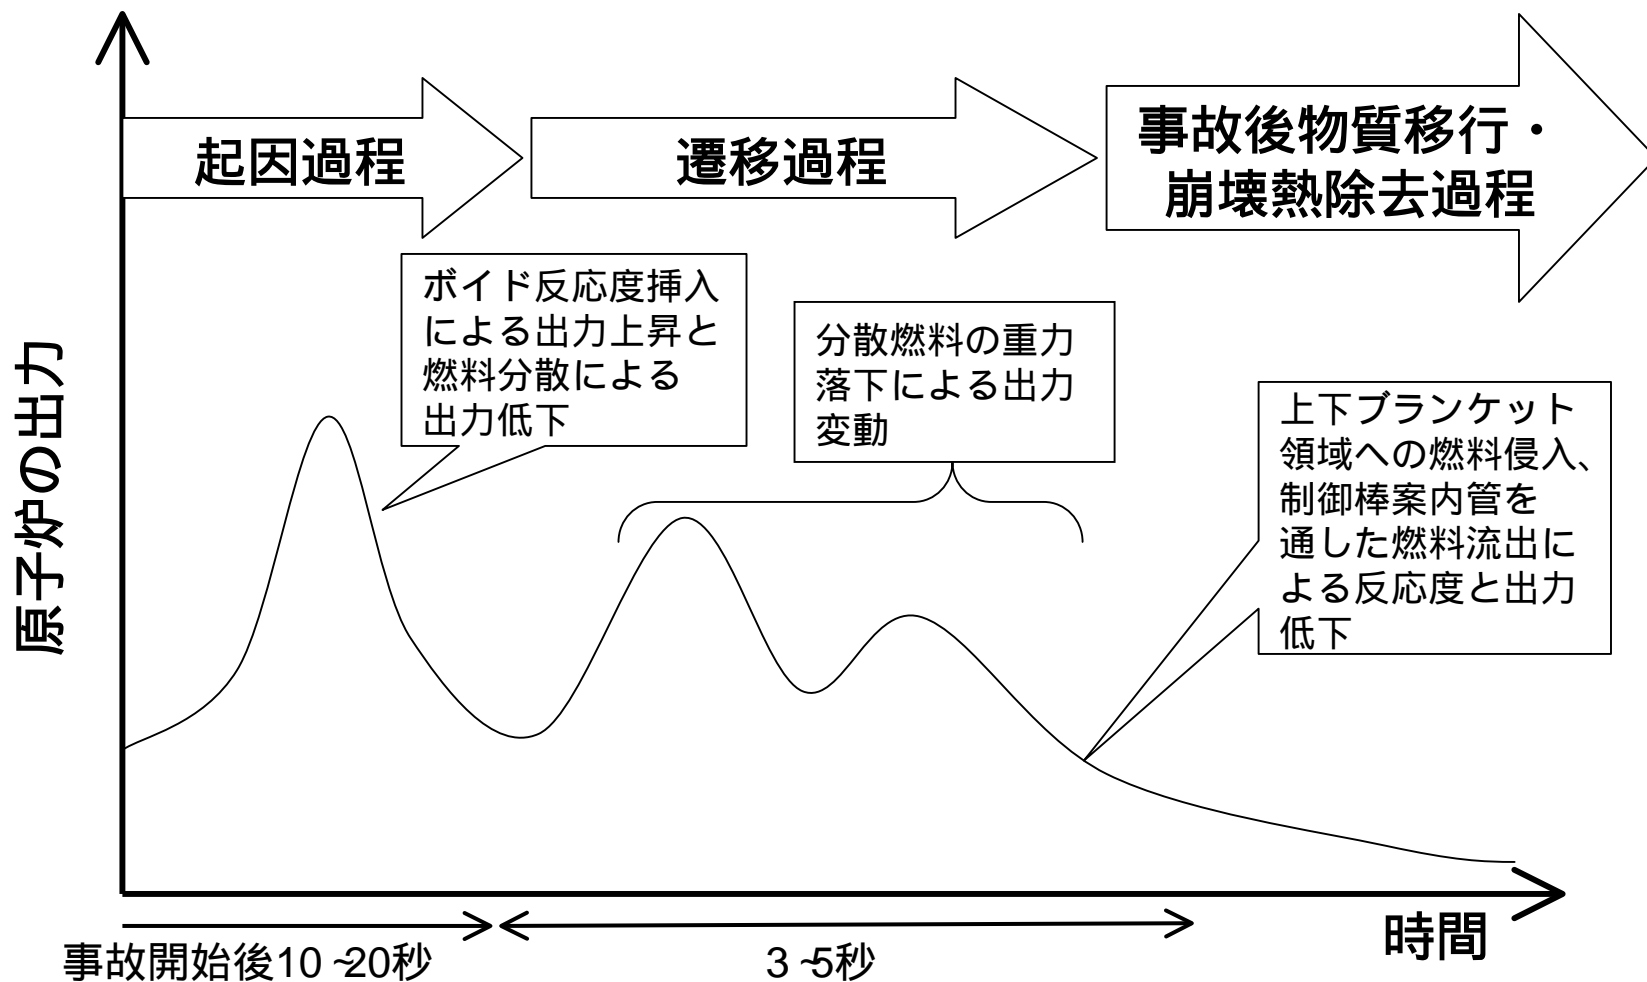 起因過程
遷移過程
事故後物質移行・
崩壊熱除去過程
ボイド反応度挿入
による出力上昇と
燃料分散による
出力低下
分散燃料の重力
落下による出力
変動
上下ブランケット
領域への燃料侵入、
制御棒案内管を
通した燃料流出に
よる反応度と出力
低下
原子炉の出力
時間
事故開始後10~20秒
3~5秒